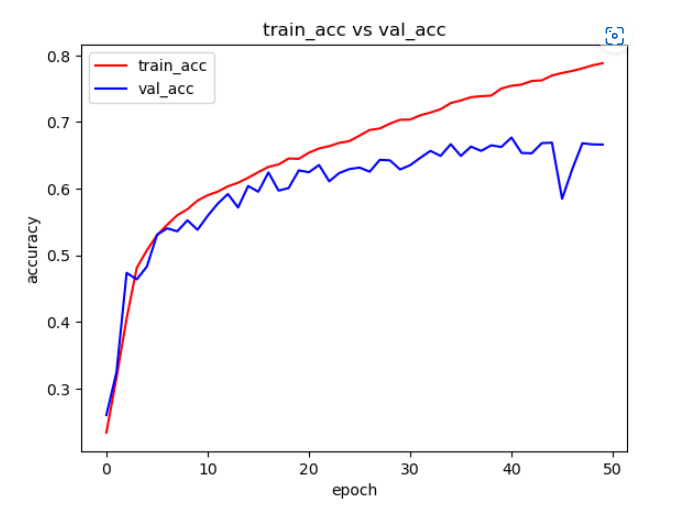 train_acc vs val_acc
0.8
0.7
0.6
0.5
0.4
0.3
accuracy
train_acc
val_acc
0 10 20 30 40 50
epoch